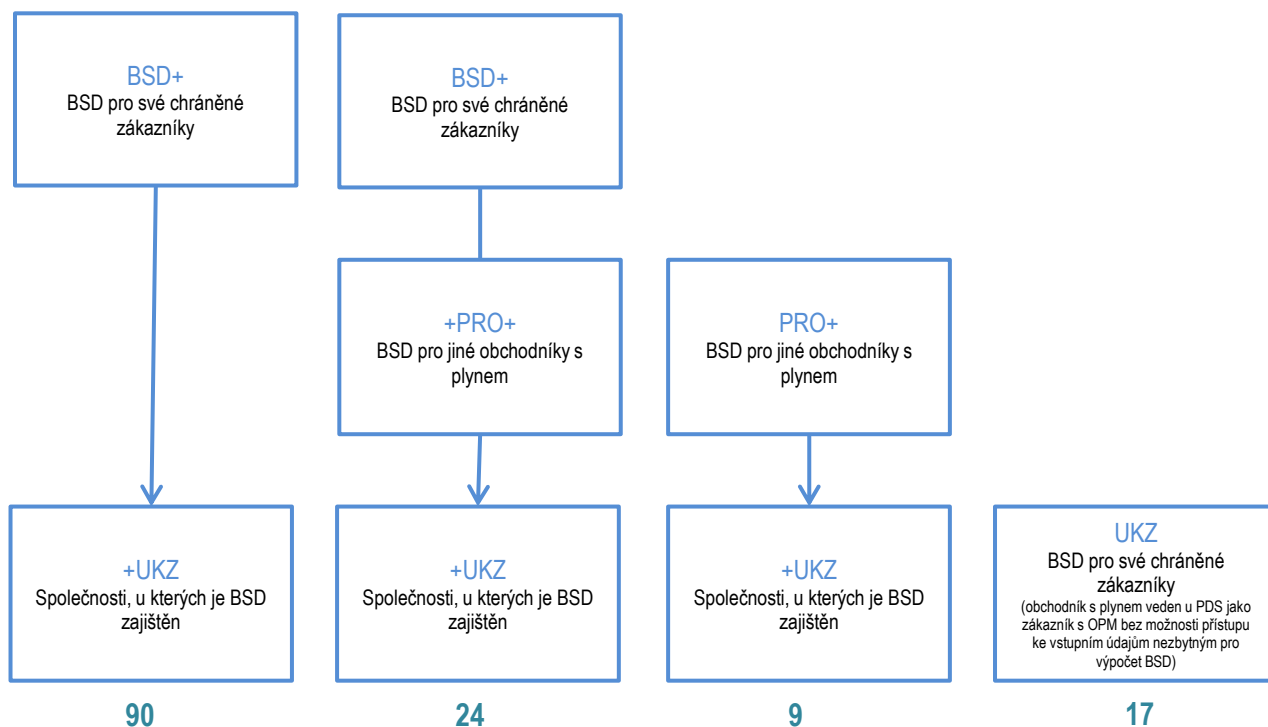 BSD+
BSD pro své chráněné
zákazníky
BSD+
BSD pro své chráněné
zákazníky
+PRO+
BSD pro jiné obchodníky s
plynem
PRO+
BSD pro jiné obchodníky s
plynem
+UKZ
Společnosti, u kterých je BSD
zajištěn
+UKZ
Společnosti, u kterých je BSD
zajištěn
+UKZ
Společnosti, u kterých je BSD
zajištěn
UKZ
BSD pro své chráněné
zákazníky
(obchodník s plynem veden u PDS jako
zákazník s OPM bez možnosti přístupu
ke vstupním údajům nezbytným pro
výpočet BSD)
90
24
9
17